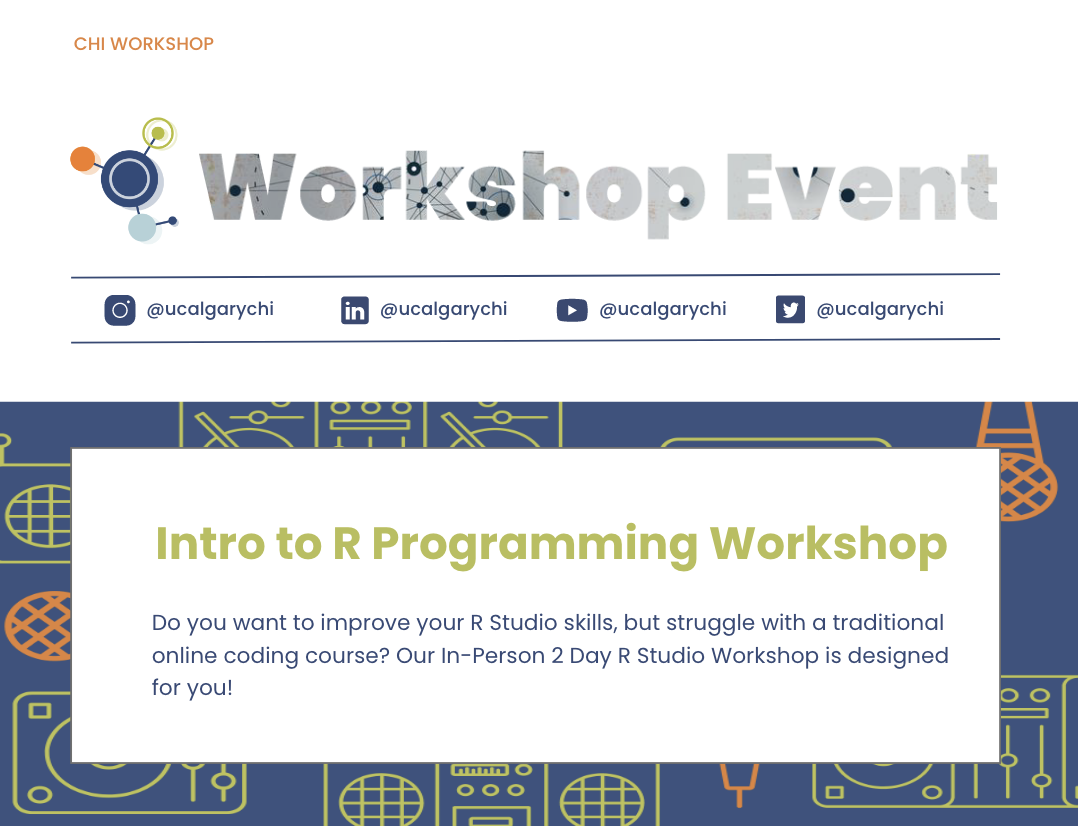 CHI WORKSHOP
Workshop Event
@ucalgarychi @ucalgarychi @ucalgarychi @ucalgarychi
Intro to R Programming Workshop
Do you want to improve your R Studio skills, but struggle with a traditional
online coding course? Our In-Person 2 Day R Studio Workshop is designed
for you!